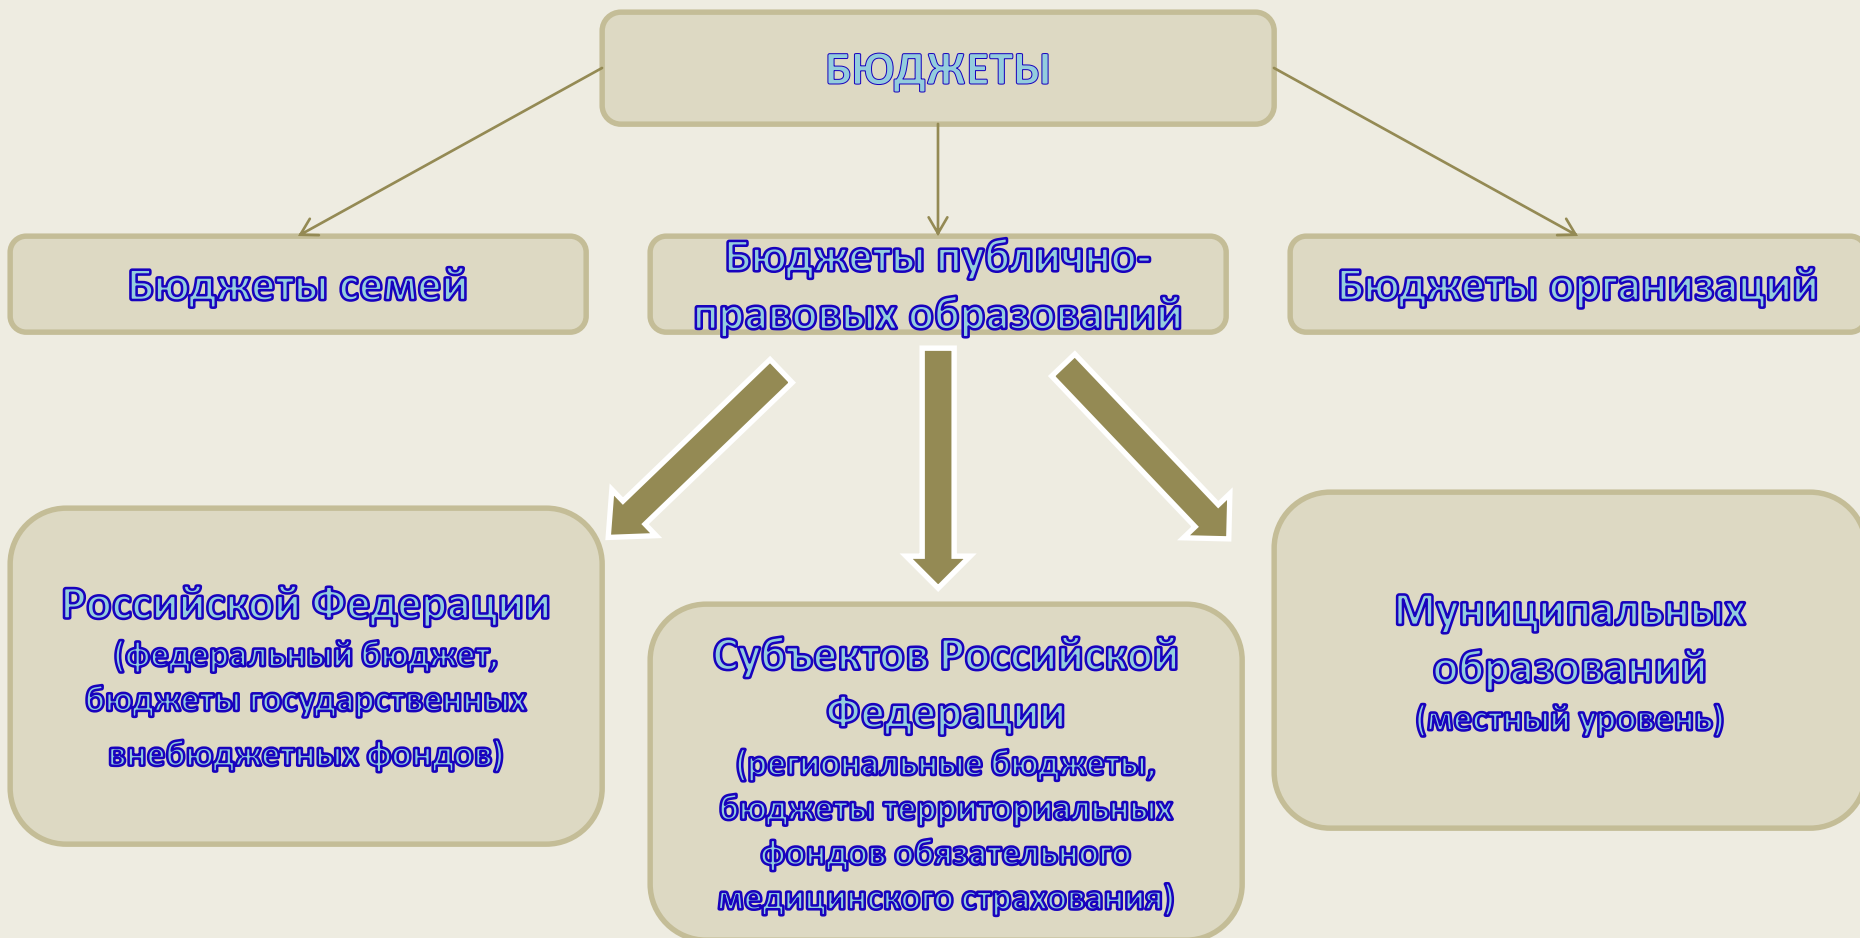 БЮДЖЕТЫ
Бюджеты семей
Бюджеты публично-
правовых образований
Бюджеты организаций
Российской Федерации
(федеральный бюджет,
бюджеты государственных
внебюджетных фондов)
Субъектов Российской
Федерации
(региональные бюджеты,
бюджеты территориальных
фондов обязательного
медицинского страхования)
Муниципальных
образований
(местный уровень)